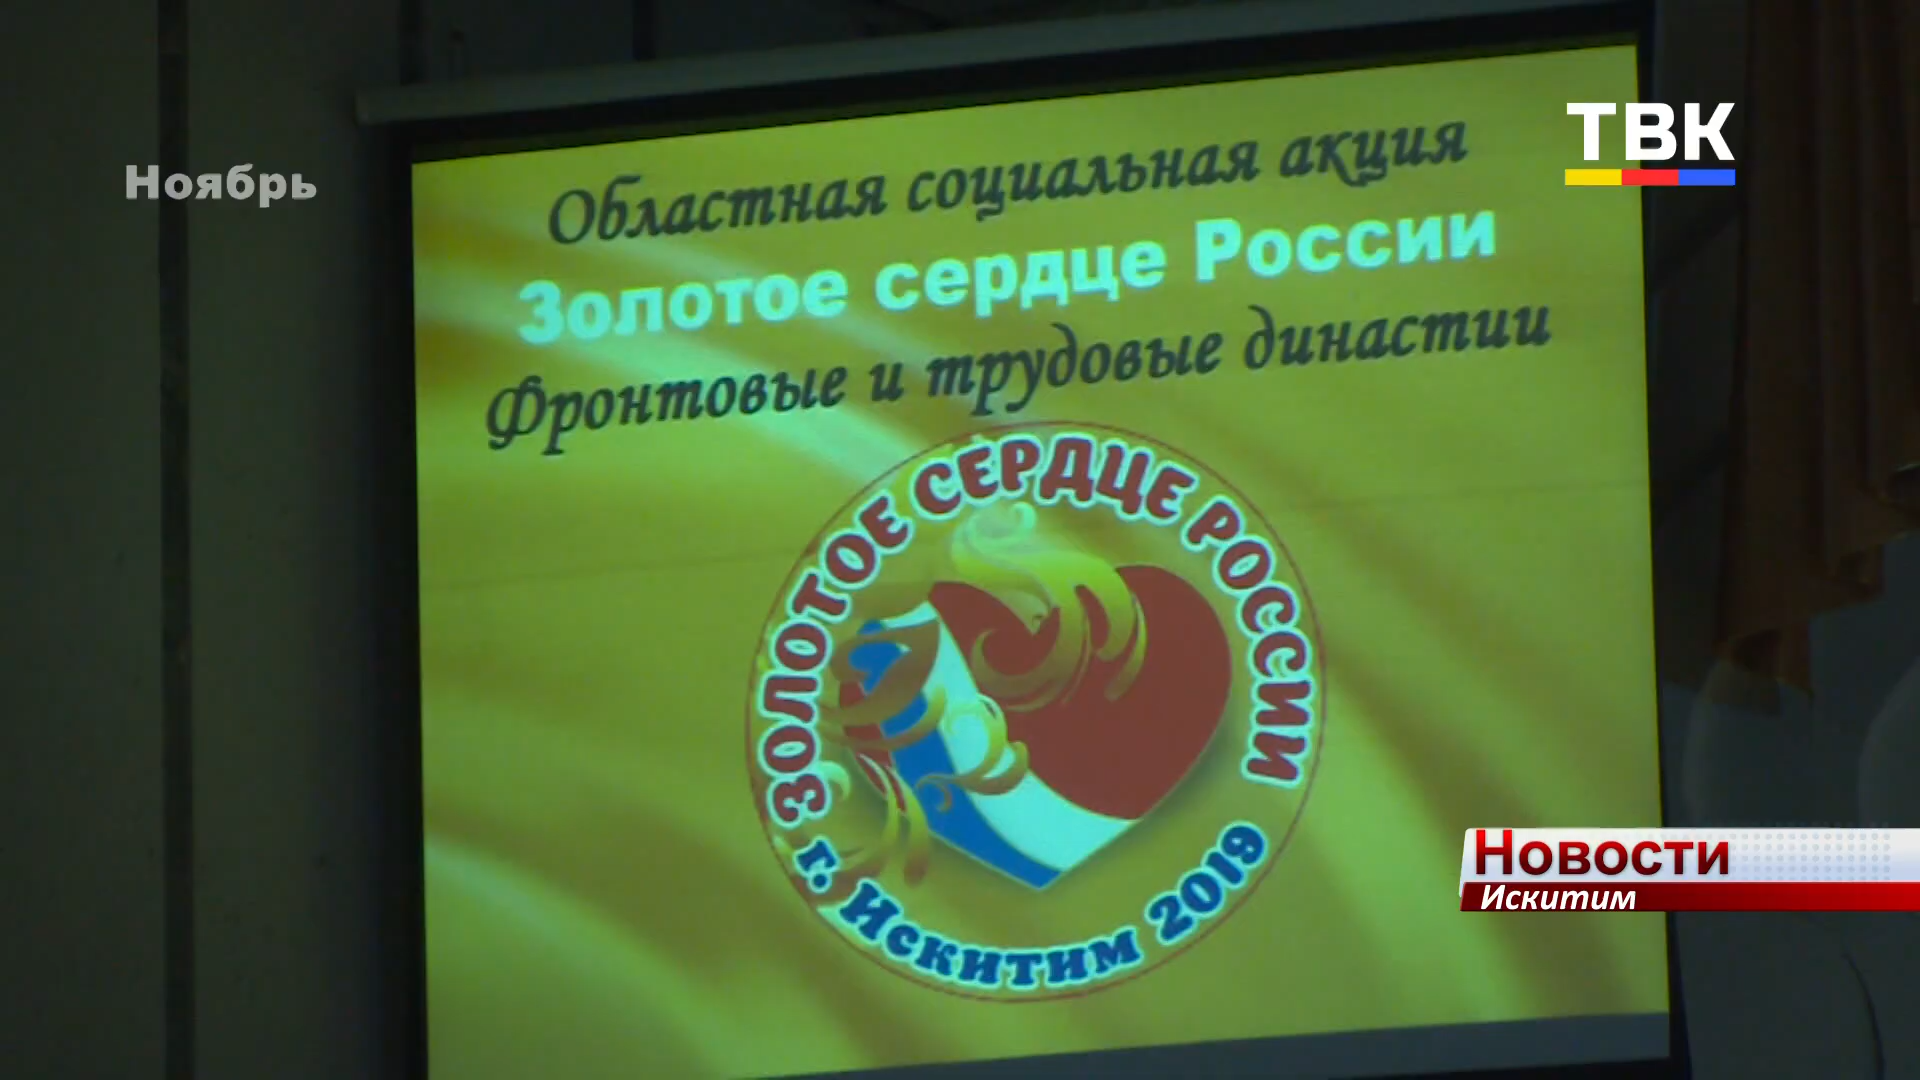 Ноябрь
ТВК
Областная социальная акция
Золотое сердце России
Фронтовые и трудовые династии
ЗОЛОТОЕ СЕРДЦЕ РОССИИ
г. Искитим 2019
Новости
Искитим